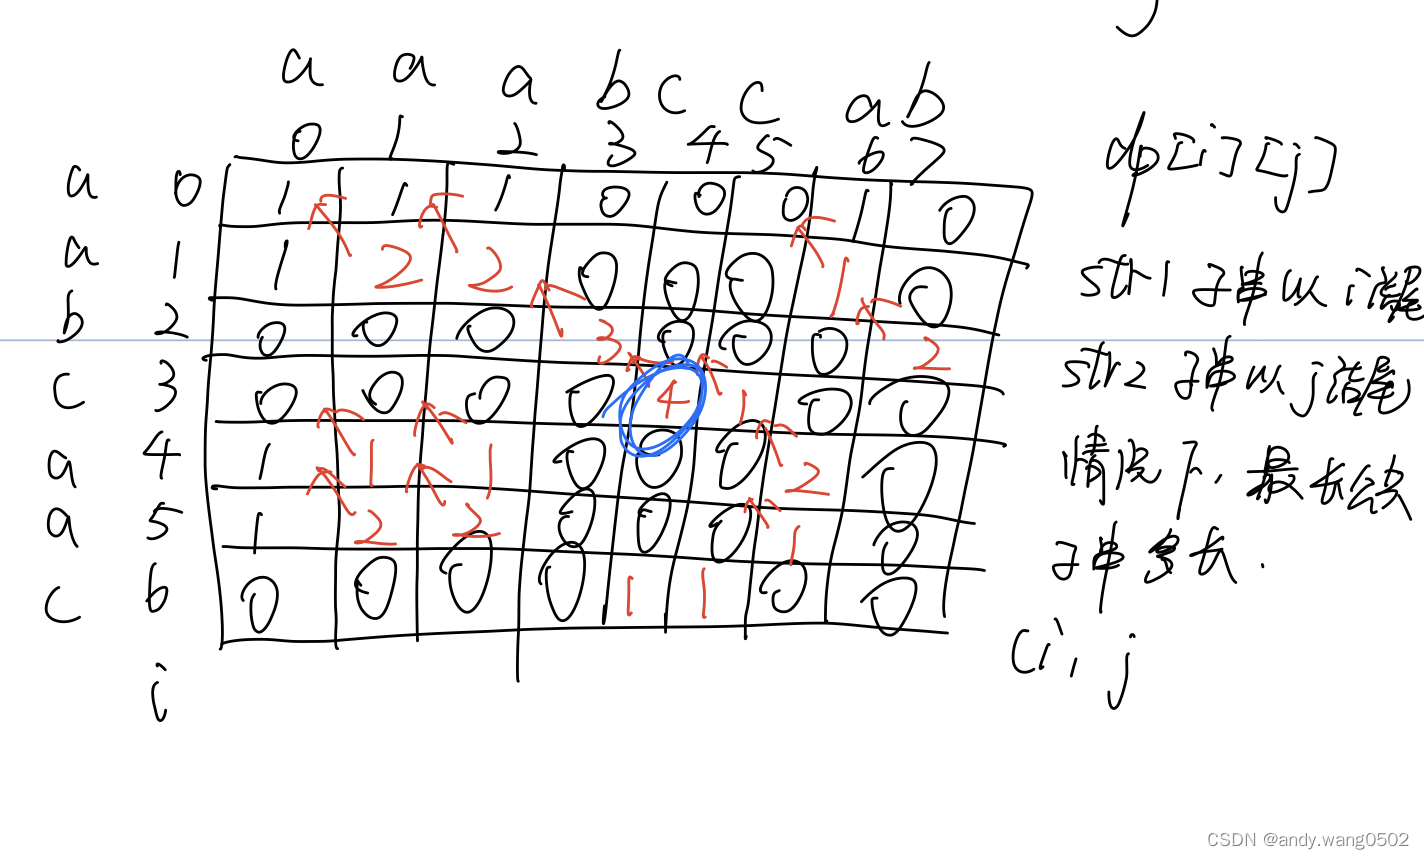 j
a a a b c c a b
0 1 2 3 4 5 6 7
a 0 1 1 1 0 0 0 1 0
a 1 1 2 2 0 0 0 1 0
b 2 0 0 0 3 0 0 0 2
c 3 0 0 0 0 4 1 0 0
a 4 1 1 1 0 0 0 2 0
a 5 1 2 2 0 0 0 1 0
c 6 0 0 0 0 1 1 0 0
i
dp[i][j]
str1 子串以 i 结尾
str2 子串以 j 结尾
情况下, 最长公共
子串多长.
(i, j
CSDN @andy.wang0502